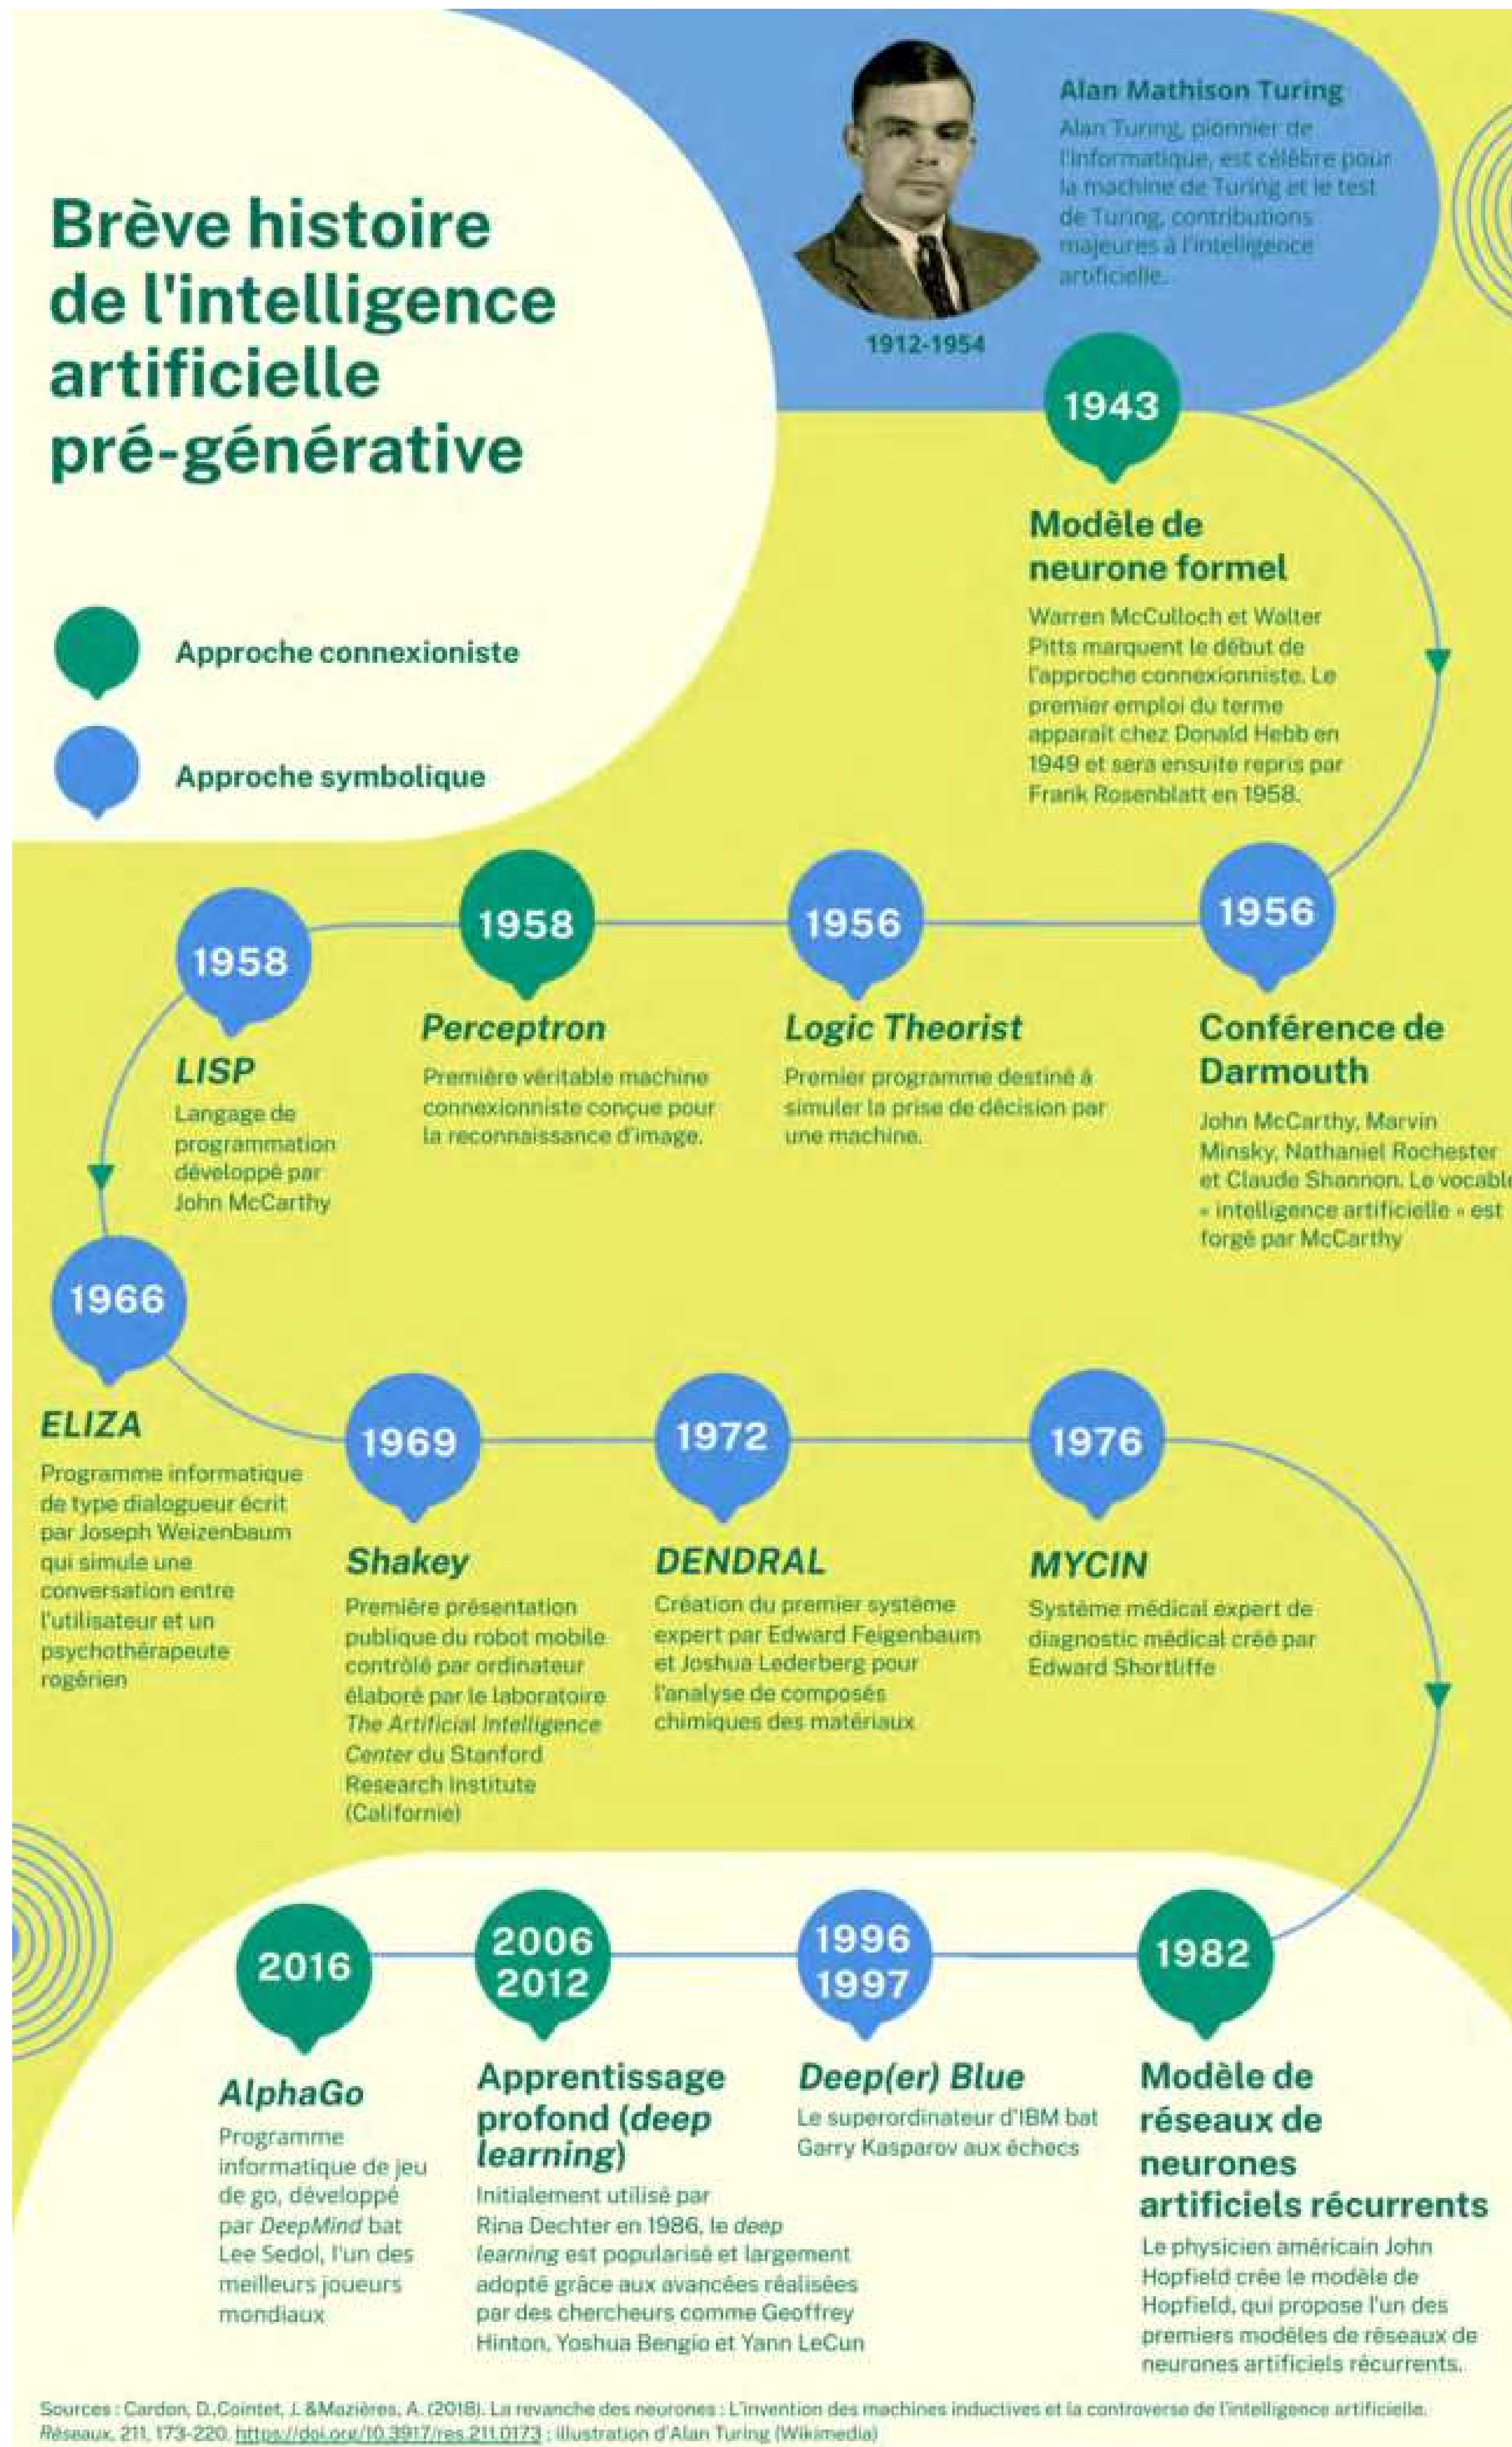 Brève histoire
de l'intelligence
artificielle
pré-générative
Approche connexioniste
Approche symbolique
Alan Mathison Turing
Alan Turing, pionnier de
l'informatique, est célèbre pour
la machine de Turing et le test
de Turing, contributions
majeures à l'intelligence
artificielle.
1912-1954
1943
Modèle de
neurone formel
Warren McCulloch et Walter
Pitts marquent le début de
l'approche connexionniste. Le
premier emploi du terme
apparaît chez Donald Hebb en
1949 et sera ensuite repris par
Frank Rosenblatt en 1958.
1956
Conférence de
Darmouth
John McCarthy, Marvin
Minsky, Nathaniel Rochester
et Claude Shannon. Le vocable
« intelligence artificielle » est
forgé par McCarthy
1956
Logic Theorist
Premier programme destiné à
simuler la prise de décision par
une machine.
1958
Perceptron
Première véritable machine
connexionniste conçue pour
la reconnaissance d'image.
1958
LISP
Langage de
programmation
développé par
John McCarthy
1966
ELIZA
Programme informatique
de type dialogueur écrit
par Joseph Weizenbaum
qui simule une
conversation entre
l'utilisateur et un
psychothérapeute
rogérien
1969
Shakey
Première présentation
publique du robot mobile
contrôlé par ordinateur
élaboré par le laboratoire
The Artificial Intelligence
Center du Stanford
Research Institute
(Californie)
1972
DENDRAL
Création du premier système
expert par Edward Feigenbaum
et Joshua Lederberg pour
l'analyse de composés
chimiques des matériaux
1976
MYCIN
Système médical expert de
diagnostic médical créé par
Edward Shortliffe
1982
Modèle de
réseaux de
neurones
artificiels récurrents
Le physicien américain John
Hopfield crée le modèle de
Hopfield, qui propose l'un des
premiers modèles de réseaux de
neurones artificiels récurrents.
1996
1997
Deep(er) Blue
Le superordinateur d'IBM bat
Garry Kasparov aux échecs
2006
2012
Apprentissage
profond (deep
learning)
Initialement utilisé par
Rina Dechter en 1986, le deep
learning est popularisé et largement
adopté grâce aux avancées réalisées
par des chercheurs comme Geoffrey
Hinton, Yoshua Bengio et Yann LeCun
2016
AlphaGo
Programme
informatique de jeu
de go, développé
par DeepMind bat
Lee Sedol, l'un des
meilleurs joueurs
mondiaux
Sources : Cardon, D.,Cointet, J. &Mazières, A. (2018). La revanche des neurones : L'invention des machines inductives et la controverse de l'intelligence artificielle.
Réseaux, 211, 173-220. https://doi.org/10.3917/res.211.0173 ; illustration d'Alan Turing (Wikimedia)